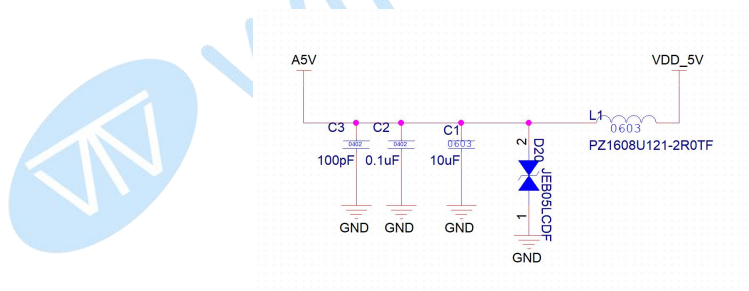 A5V
VDD_5V
C3
C2
C1
L1
0402
0402
0603
0603
100pF
0.1uF
10uF
PZ1608U121-2R0TF
2
D20
JEB05LCDF
1
GND
GND
GND
GND